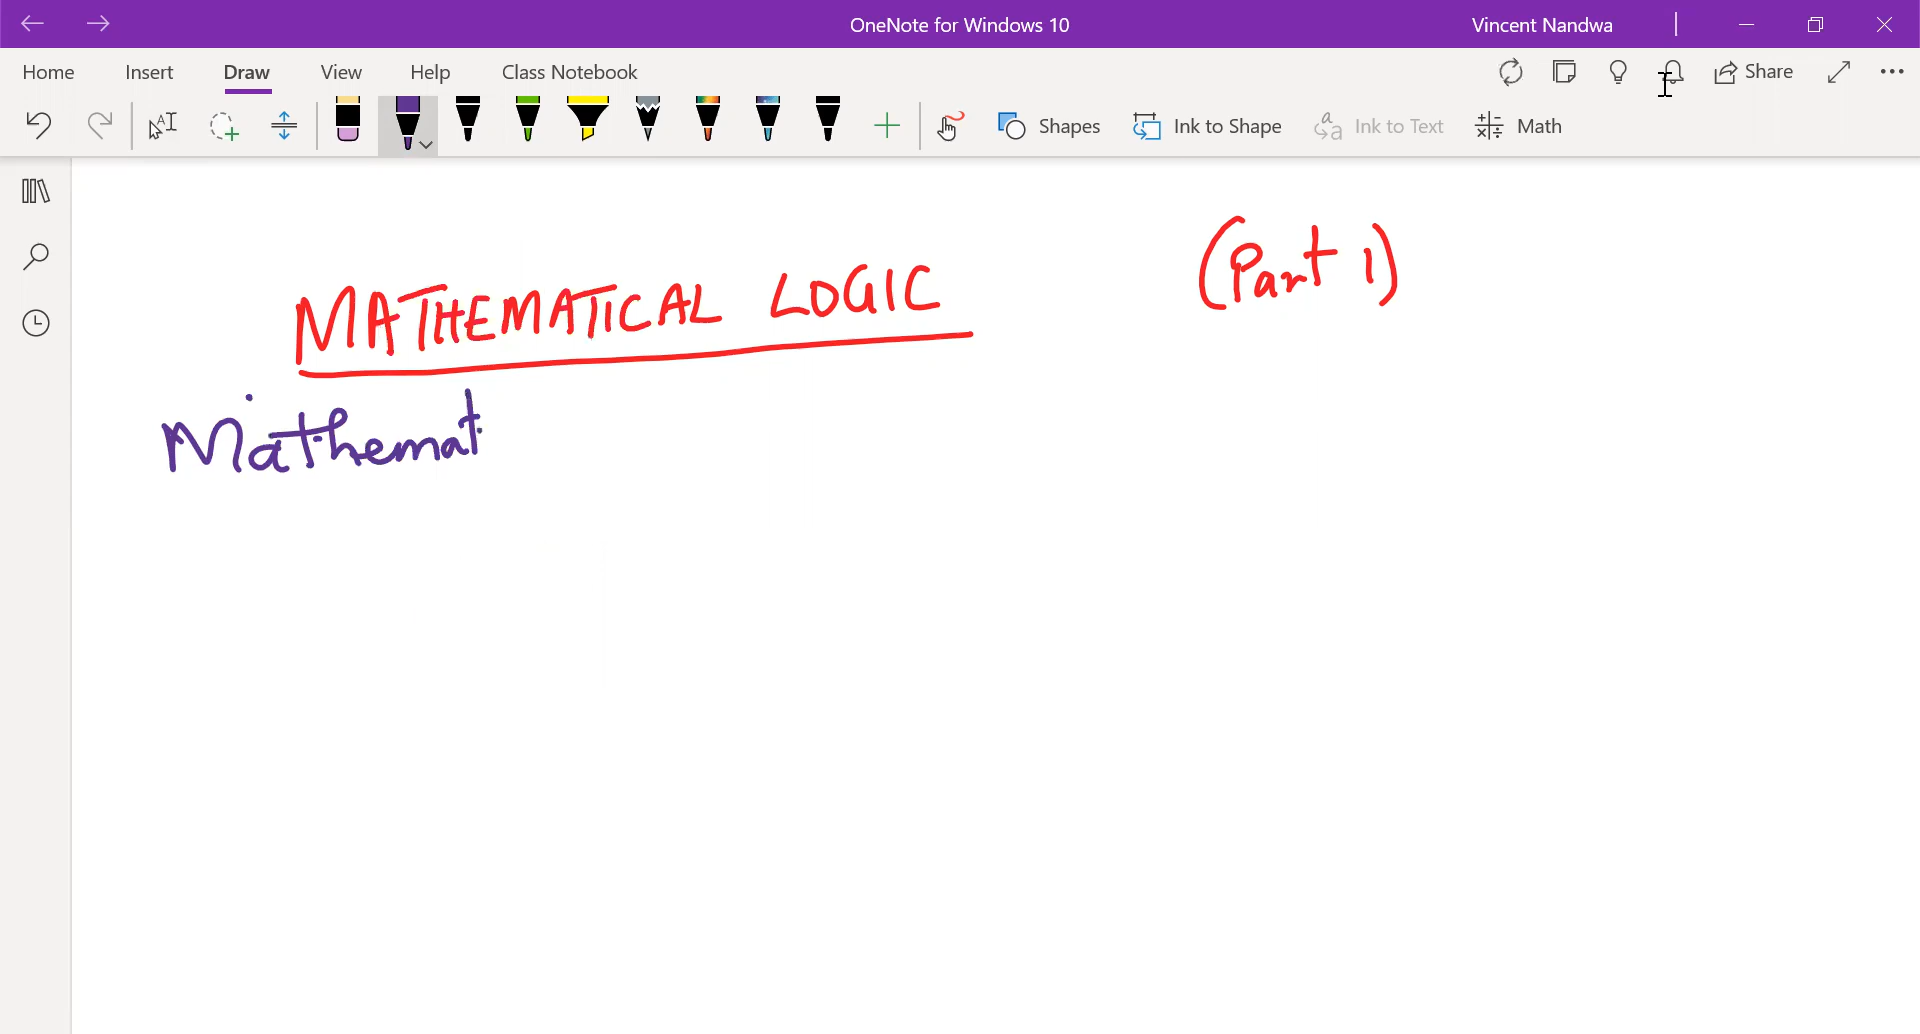 OneNote for Windows 10
Vincent Nandwa
Home Insert Draw View Help Class Notebook
Share
Shapes Ink to Shape Ink to Text Math
(Part 1)
MATHEMATICAL LOGIC
Mathemat